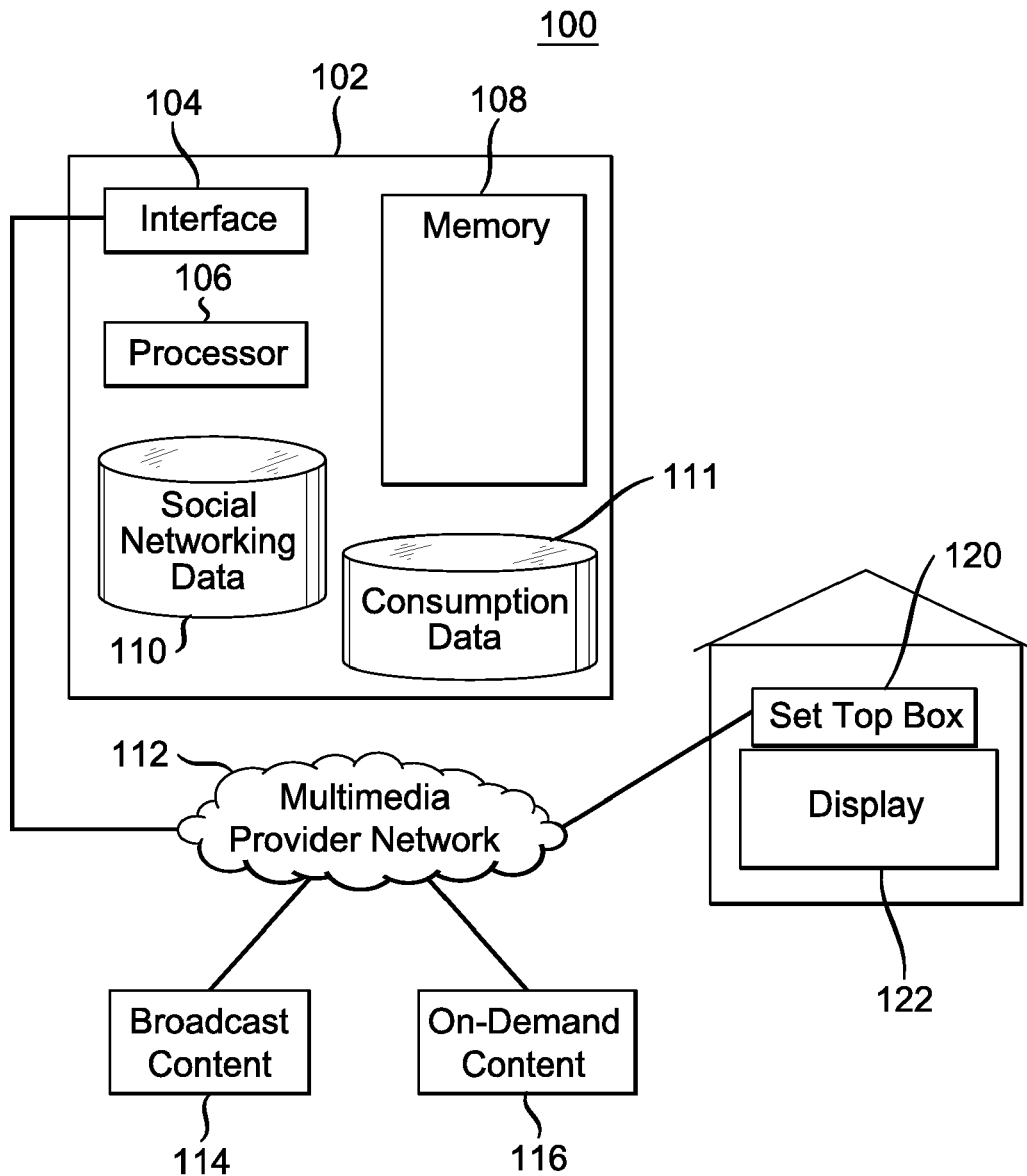 100
102
104
108
Interface
Memory
106
Processor
111
Social
Networking
Data
110
Consumption
Data
120
Set Top Box
Display
122
112
Multimedia
Provider Network
Broadcast
Content
114
On-Demand
Content
116